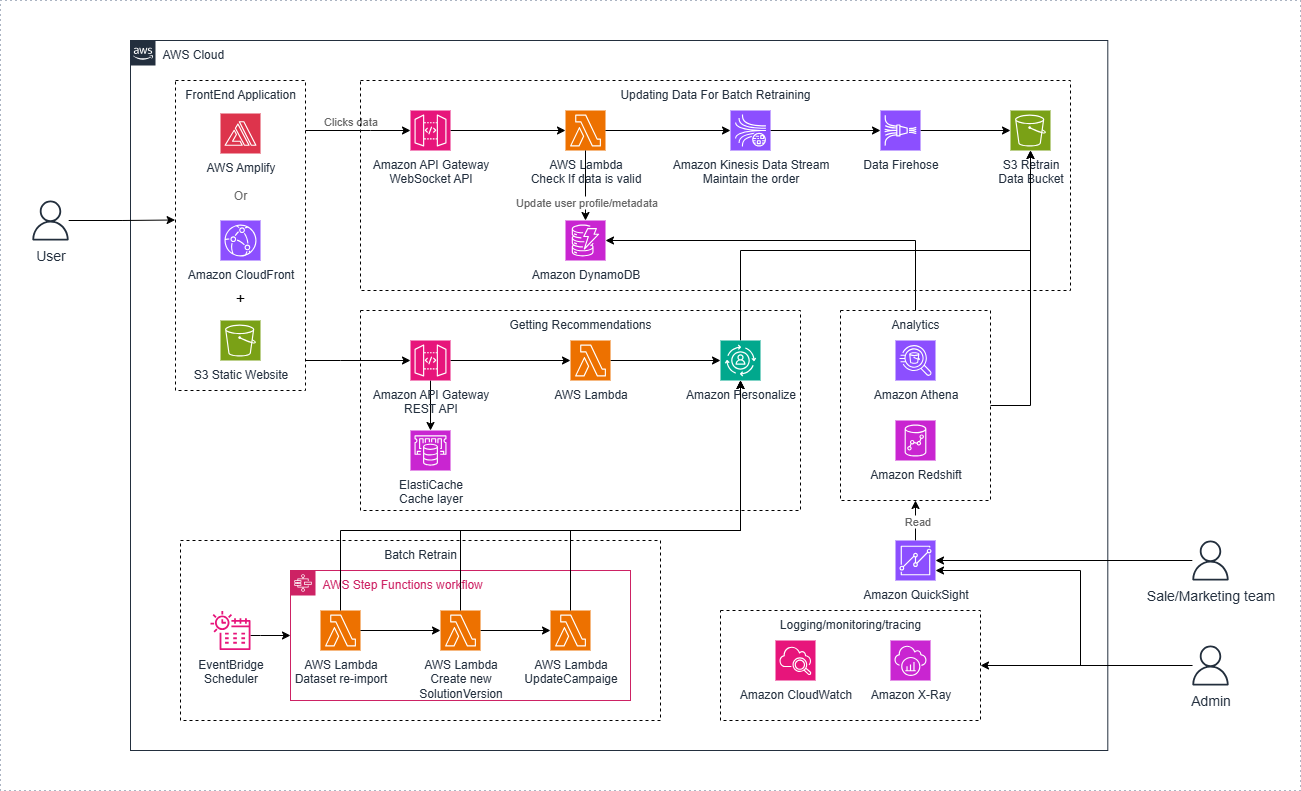 aws
AWS Cloud
FrontEnd Application
AWS Amplify
Or
Amazon CloudFront
+
S3 Static Website
User
Updating Data For Batch Retraining
Clicks data
Amazon API Gateway
WebSocket API
AWS Lambda
Check If data is valid
Amazon Kinesis Data Stream
Maintain the order
Data Firehose
S3 Retrain
Data Bucket
Update user profile/metadata
Amazon DynamoDB
Getting Recommendations
Amazon API Gateway
REST API
AWS Lambda
Amazon Personalize
ElastiCache
Cache layer
Analytics
Amazon Athena
Amazon Redshift
Read
Amazon QuickSight
Sale/Marketing team
Batch Retrain
AWS Step Functions workflow
EventBridge
Scheduler
AWS Lambda
Dataset re-import
AWS Lambda
Create new
SolutionVersion
AWS Lambda
UpdateCampaige
Logging/monitoring/tracing
Amazon CloudWatch
Amazon X-Ray
Admin